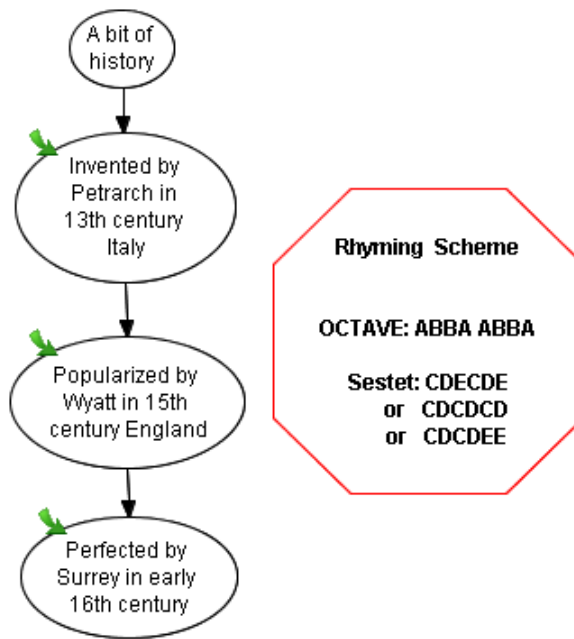 A bit of
history
Invented by
Petrarch in
13th century
Italy
Popularized by
Wyatt in 15th
century England
Perfected by
Surrey in early
16th century
Rhyming Scheme
OCTAVE: ABBA ABBA
Sestet: CDECDE
or CDCDCD
or CDCDEE